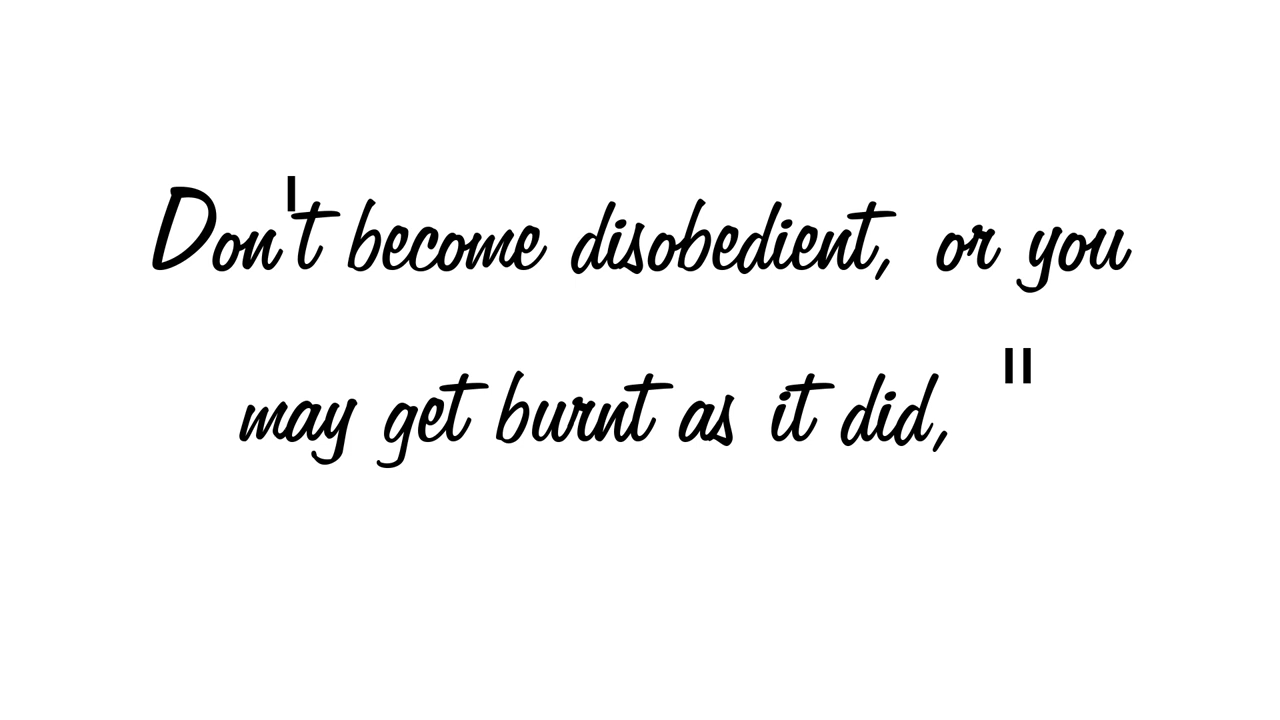 Don't become disobedient, or you
may get burnt as it did, "